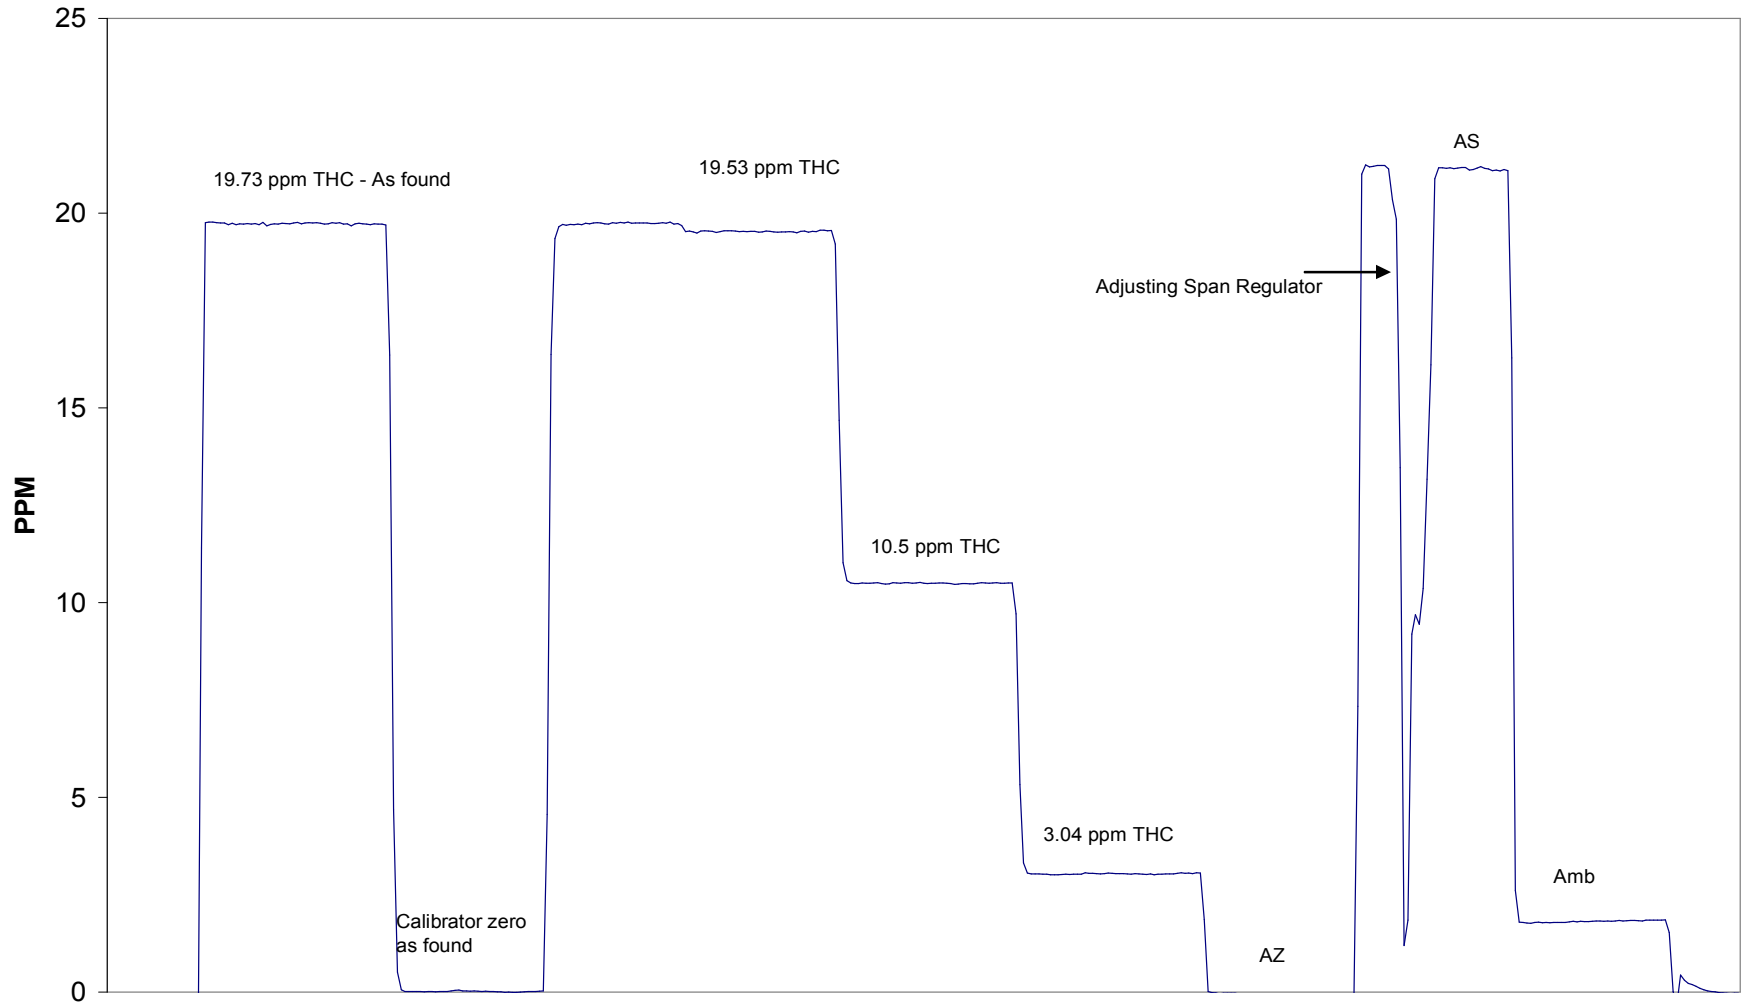 25
AS
19.53 ppm THC
19.73 ppm THC - As found
20
Adjusting Span Regulator
15
PPM
10.5 ppm THC
10
5
3.04 ppm THC
Amb
Calibrator zero
as found
AZ
0